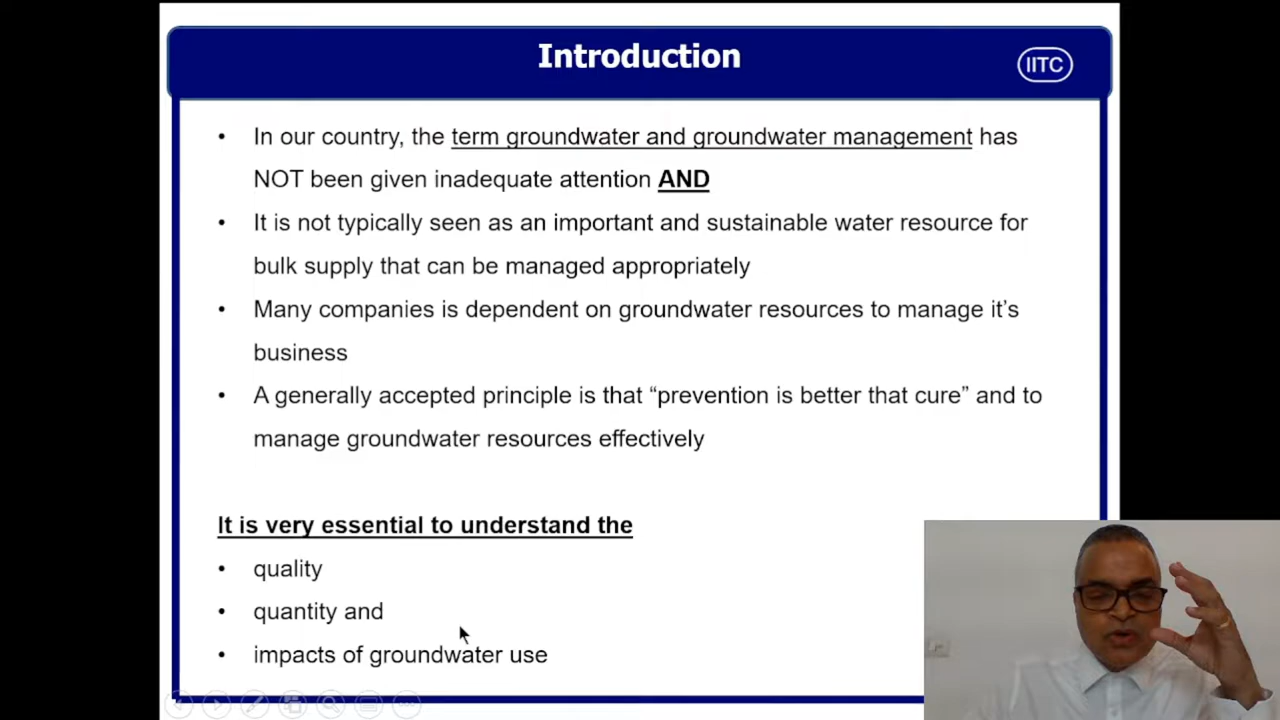 Introduction
IITC
• In our country, the term groundwater and groundwater management has
NOT been given inadequate attention AND
• It is not typically seen as an important and sustainable water resource for
bulk supply that can be managed appropriately
• Many companies is dependent on groundwater resources to manage it’s
business
• A generally accepted principle is that “prevention is better that cure” and to
manage groundwater resources effectively
It is very essential to understand the
• quality
• quantity and
• impacts of groundwater use